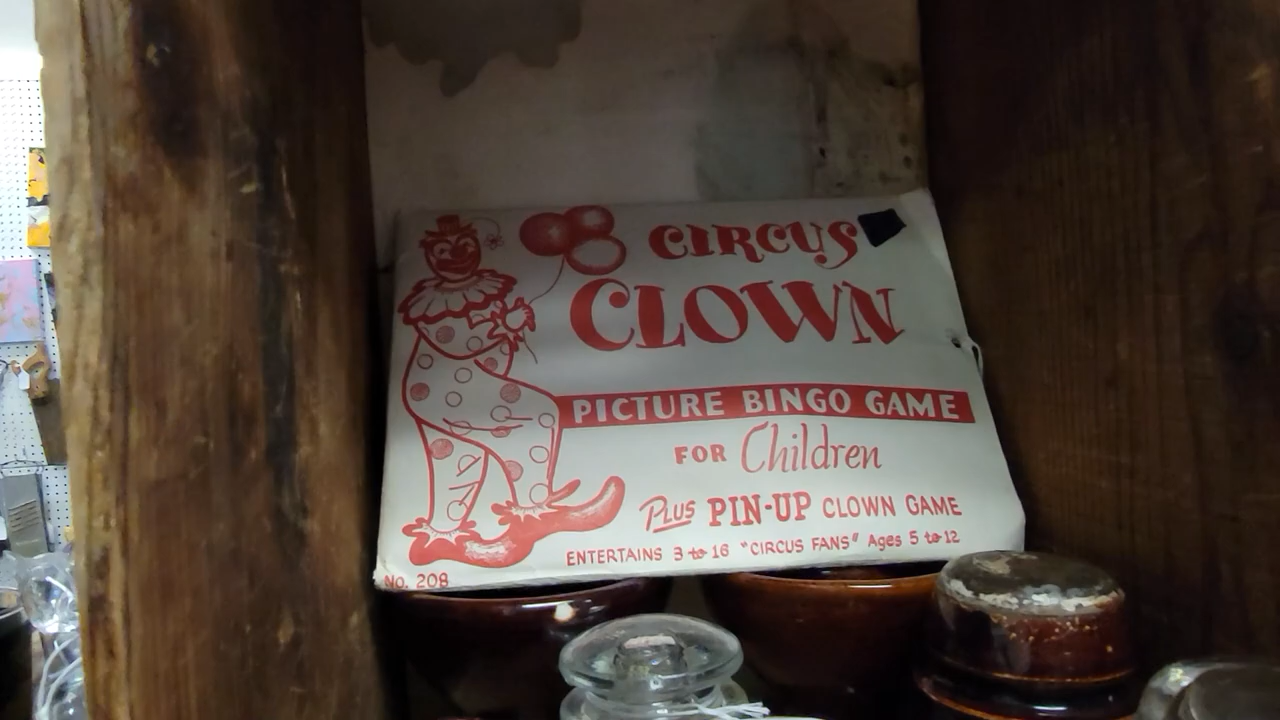 CIRCUS
CLOWN
PICTURE BINGO GAME
FOR Children
PLUS PIN-UP CLOWN GAME
ENTERTAINS 3 to 16 "CIRCUS FANS" Ages 5 to 12
No. 208